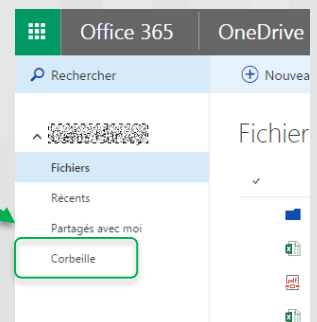 Office 365 OneDrive
Rechercher Nouvea
Fichier
Fichiers
Récents
Partagés avec moi
Corbeille